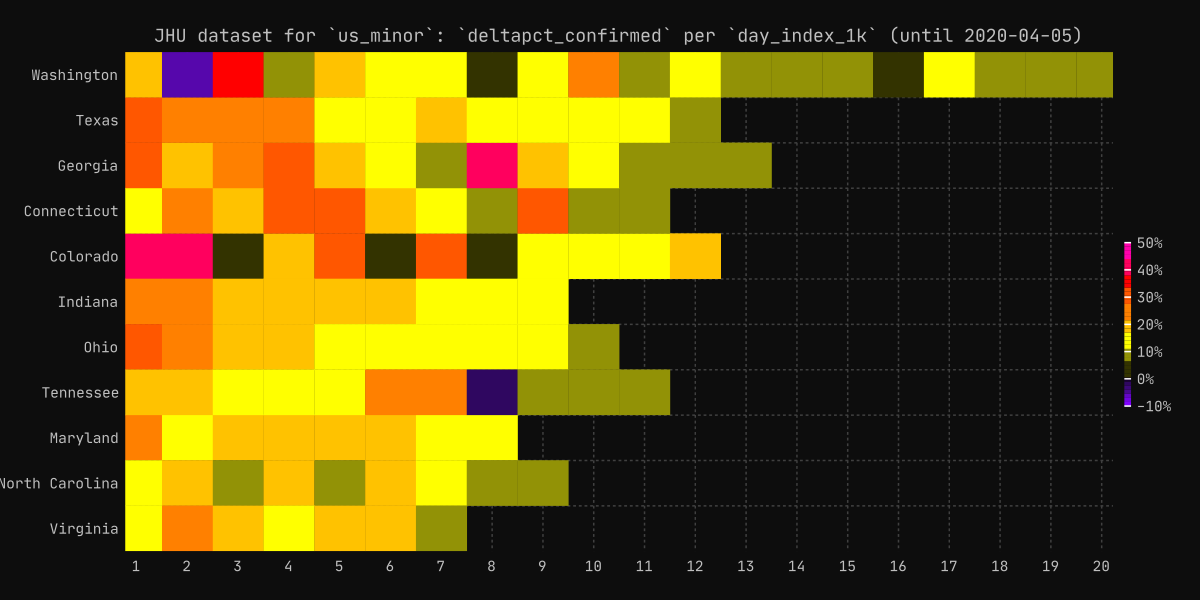 JHU dataset for `us_minor`: `deltapct_confirmed` per `day_index_1k` (until 2020-04-05)
Washington
Texas
Georgia
Connecticut
Colorado
Indiana
Ohio
Tennessee
Maryland
North Carolina
Virginia
50%
40%
30%
20%
10%
0%
-10%
1 2 3 4 5 6 7 8 9 10 11 12 13 14 15 16 17 18 19 20